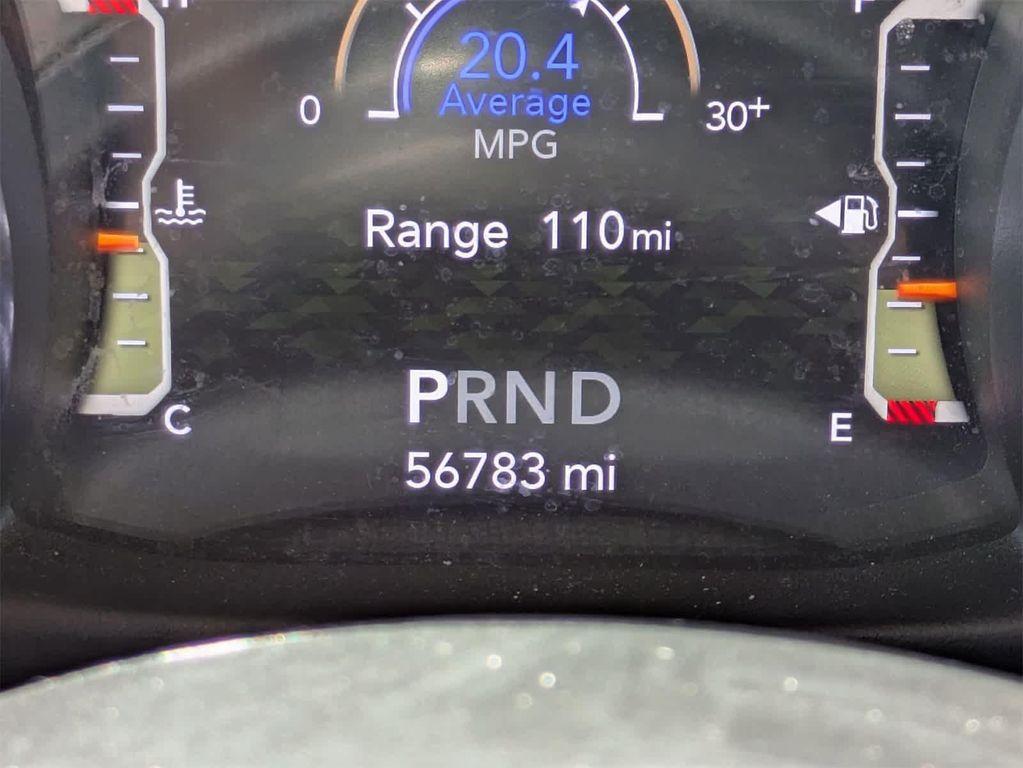 20.4
Average
0
30+
MPG
Range 110 mi
PRND
C
E
56783 mi